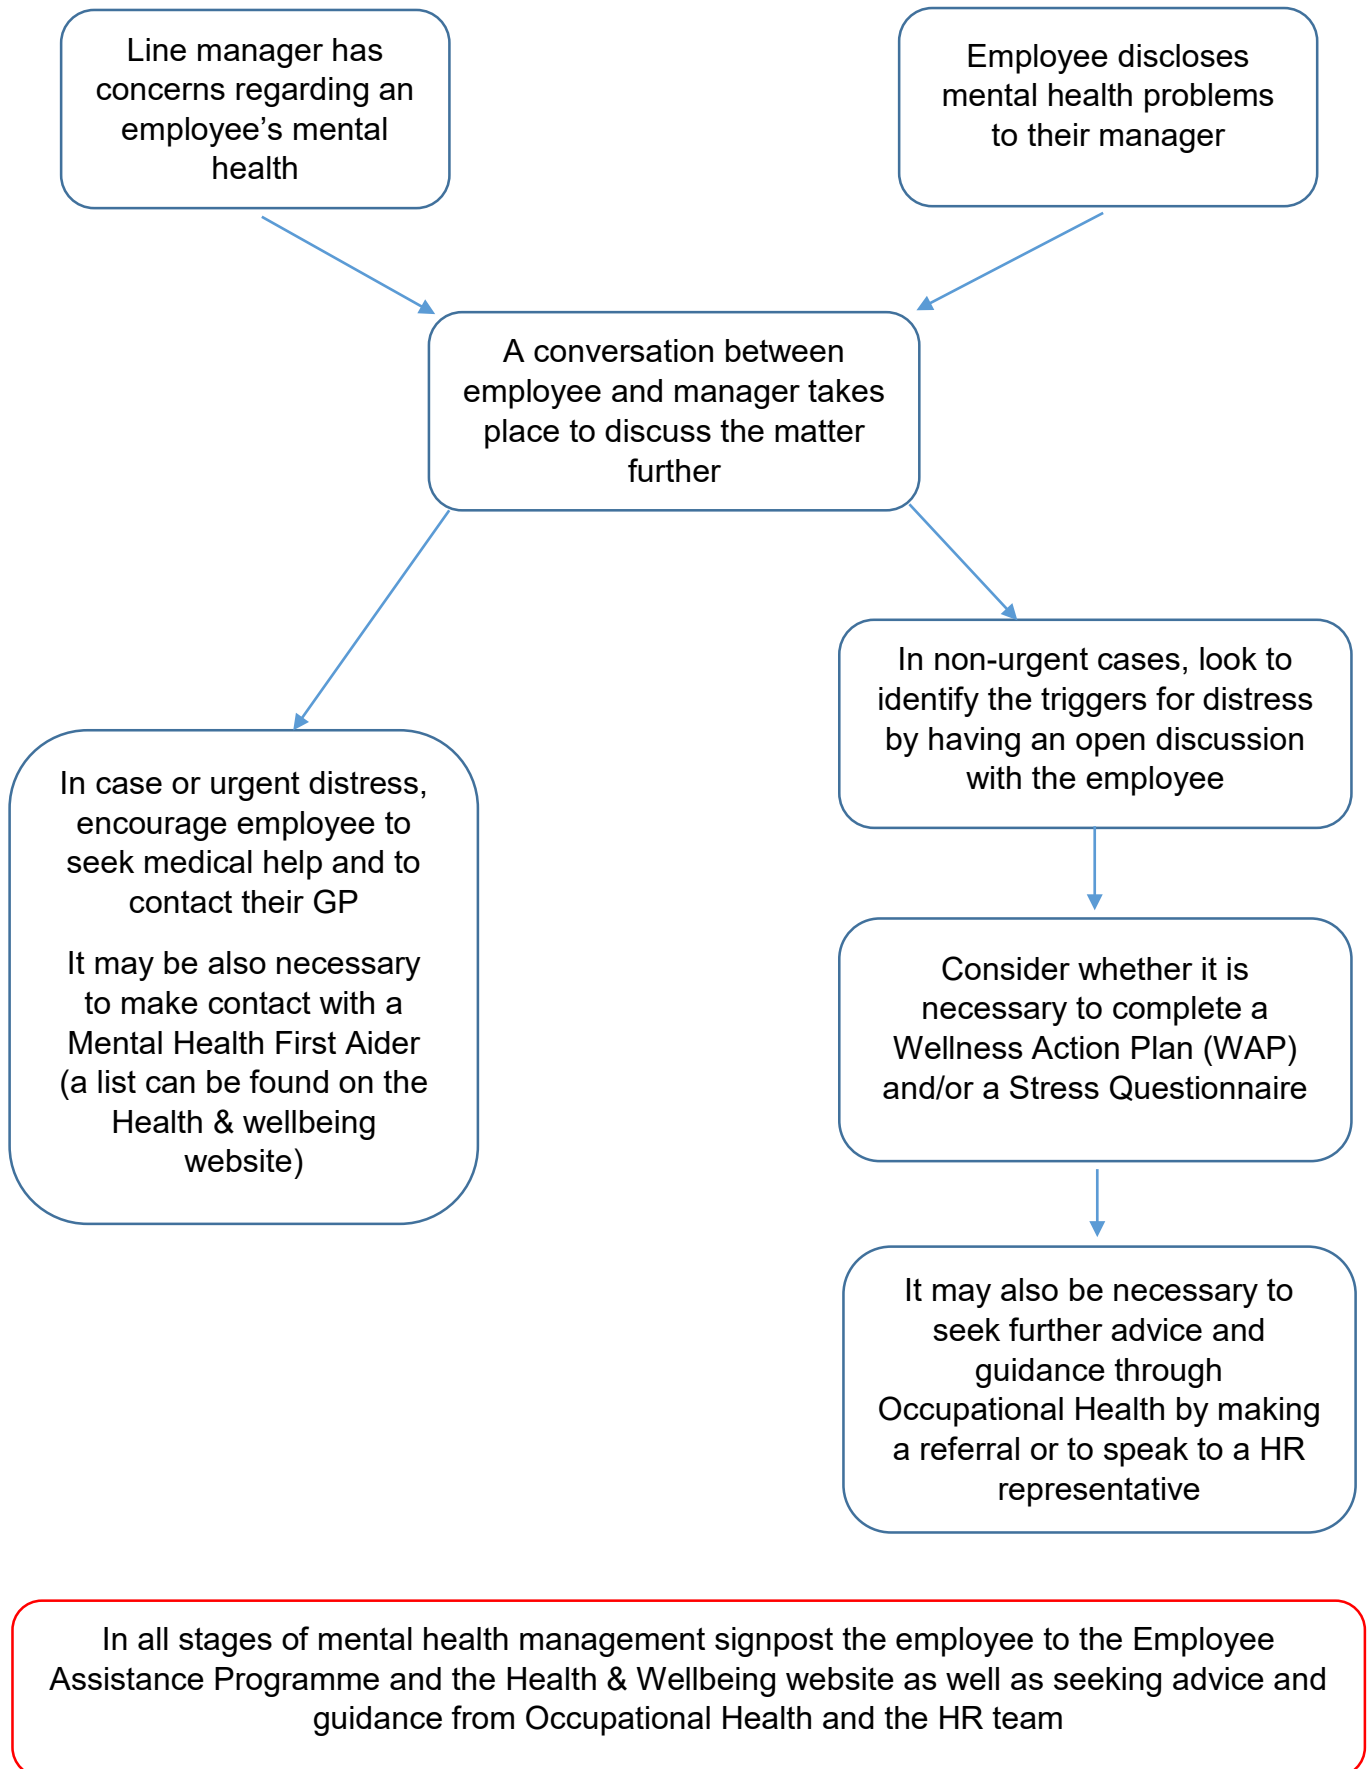 Line manager has
concerns regarding an
employee’s mental
health
Employee discloses
mental health problems
to their manager
A conversation between
employee and manager takes
place to discuss the matter
further
In case or urgent distress,
encourage employee to
seek medical help and to
contact their GP
It may be also necessary
to make contact with a
Mental Health First Aider
(a list can be found on the
Health & wellbeing
website)
In non-urgent cases, look to
identify the triggers for distress
by having an open discussion
with the employee
Consider whether it is
necessary to complete a
Wellness Action Plan (WAP)
and/or a Stress Questionnaire
It may also be necessary to
seek further advice and
guidance through
Occupational Health by making
a referral or to speak to a HR
representative
In all stages of mental health management signpost the employee to the Employee
Assistance Programme and the Health & Wellbeing website as well as seeking advice and
guidance from Occupational Health and the HR team